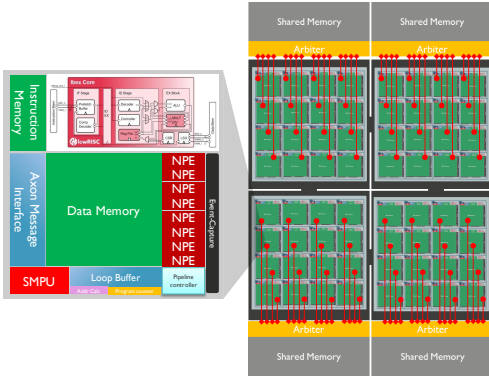 Shared Memory
Shared Memory
Arbiter
Arbiter
Instruction
Memory
Ibex Core
IF Stage
ID Stage
EX Block
Prefetch
Buffer
Decoder
ALU
Controller
lowRISC
Axon Message
Interface
Data Memory
NPE
NPE
NPE
NPE
NPE
NPE
NPE
NPE
Event-Capture
SMPU
Loop Buffer
Pipeline
controller
Program counter
Arbiter
Arbiter
Shared Memory
Shared Memory